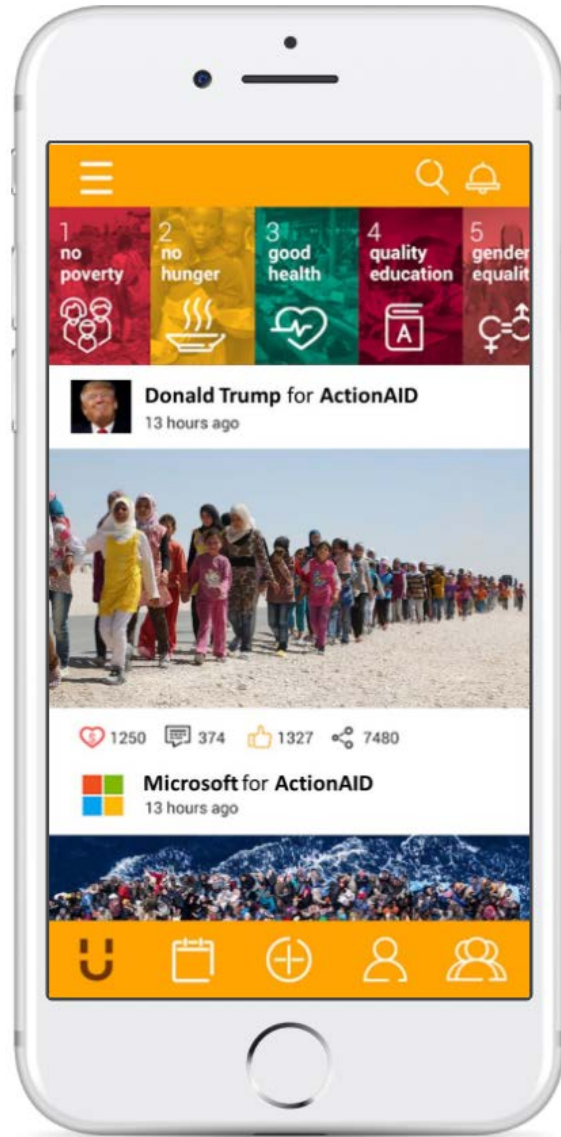 1
no
poverty
2
no
hunger
3
good
health
4
quality
education
A
5
gender
equalit
Donald Trump for ActionAID
13 hours ago
1250 374 1327 7480
Microsoft for ActionAID
13 hours ago